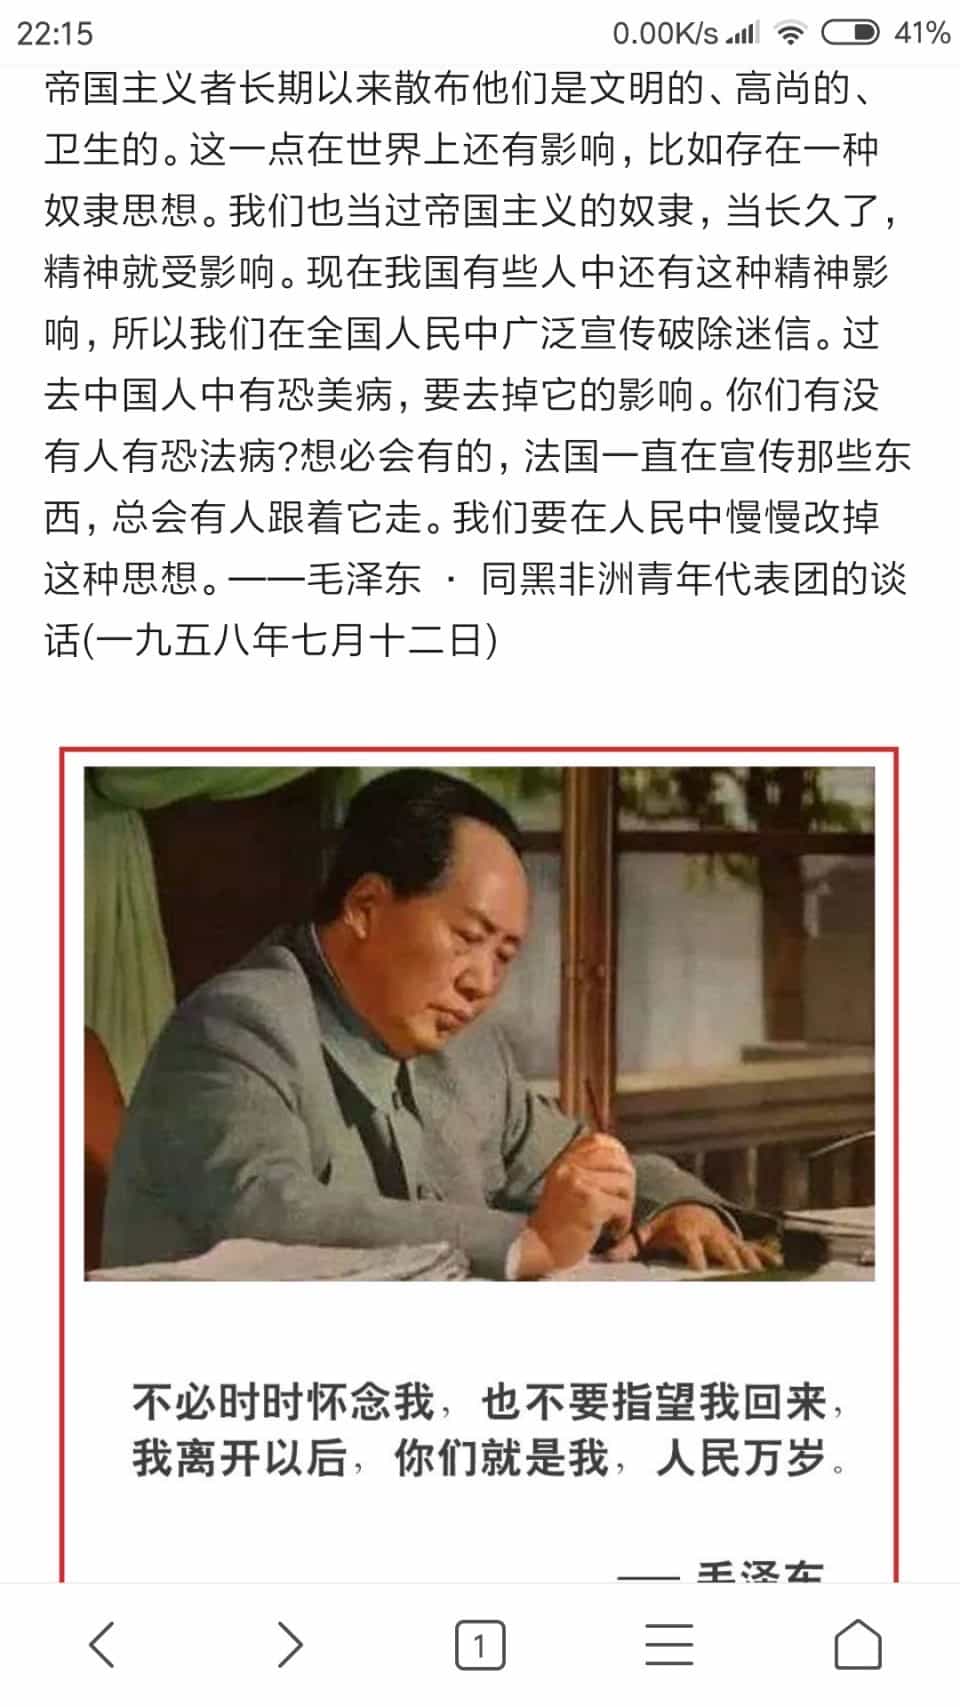 22:15 0.00K/s 41%
帝国主义者长期以来散布他们是文明的、高尚的、
卫生的。这一点在世界上还有影响,比如存在一种
奴隶思想。我们也当过帝国主义的奴隶,当长久了,
精神就受影响。现在我国有些人中还有这种精神影
响,所以我们在全国人民中广泛宣传破除迷信。过
去中国人中有恐美病,要去掉它的影响。你们有没
有人有恐法病?想必会有的,法国一直在宣传那些东
西,总会有人跟着它走。我们要在人民中慢慢改掉
这种思想。——毛泽东 · 同黑非洲青年代表团的谈
话(一九五八年七月十二日)
不必时时怀念我,也不要指望我回来,
我离开以后,你们就是我,人民万岁。
—— 毛泽东
1